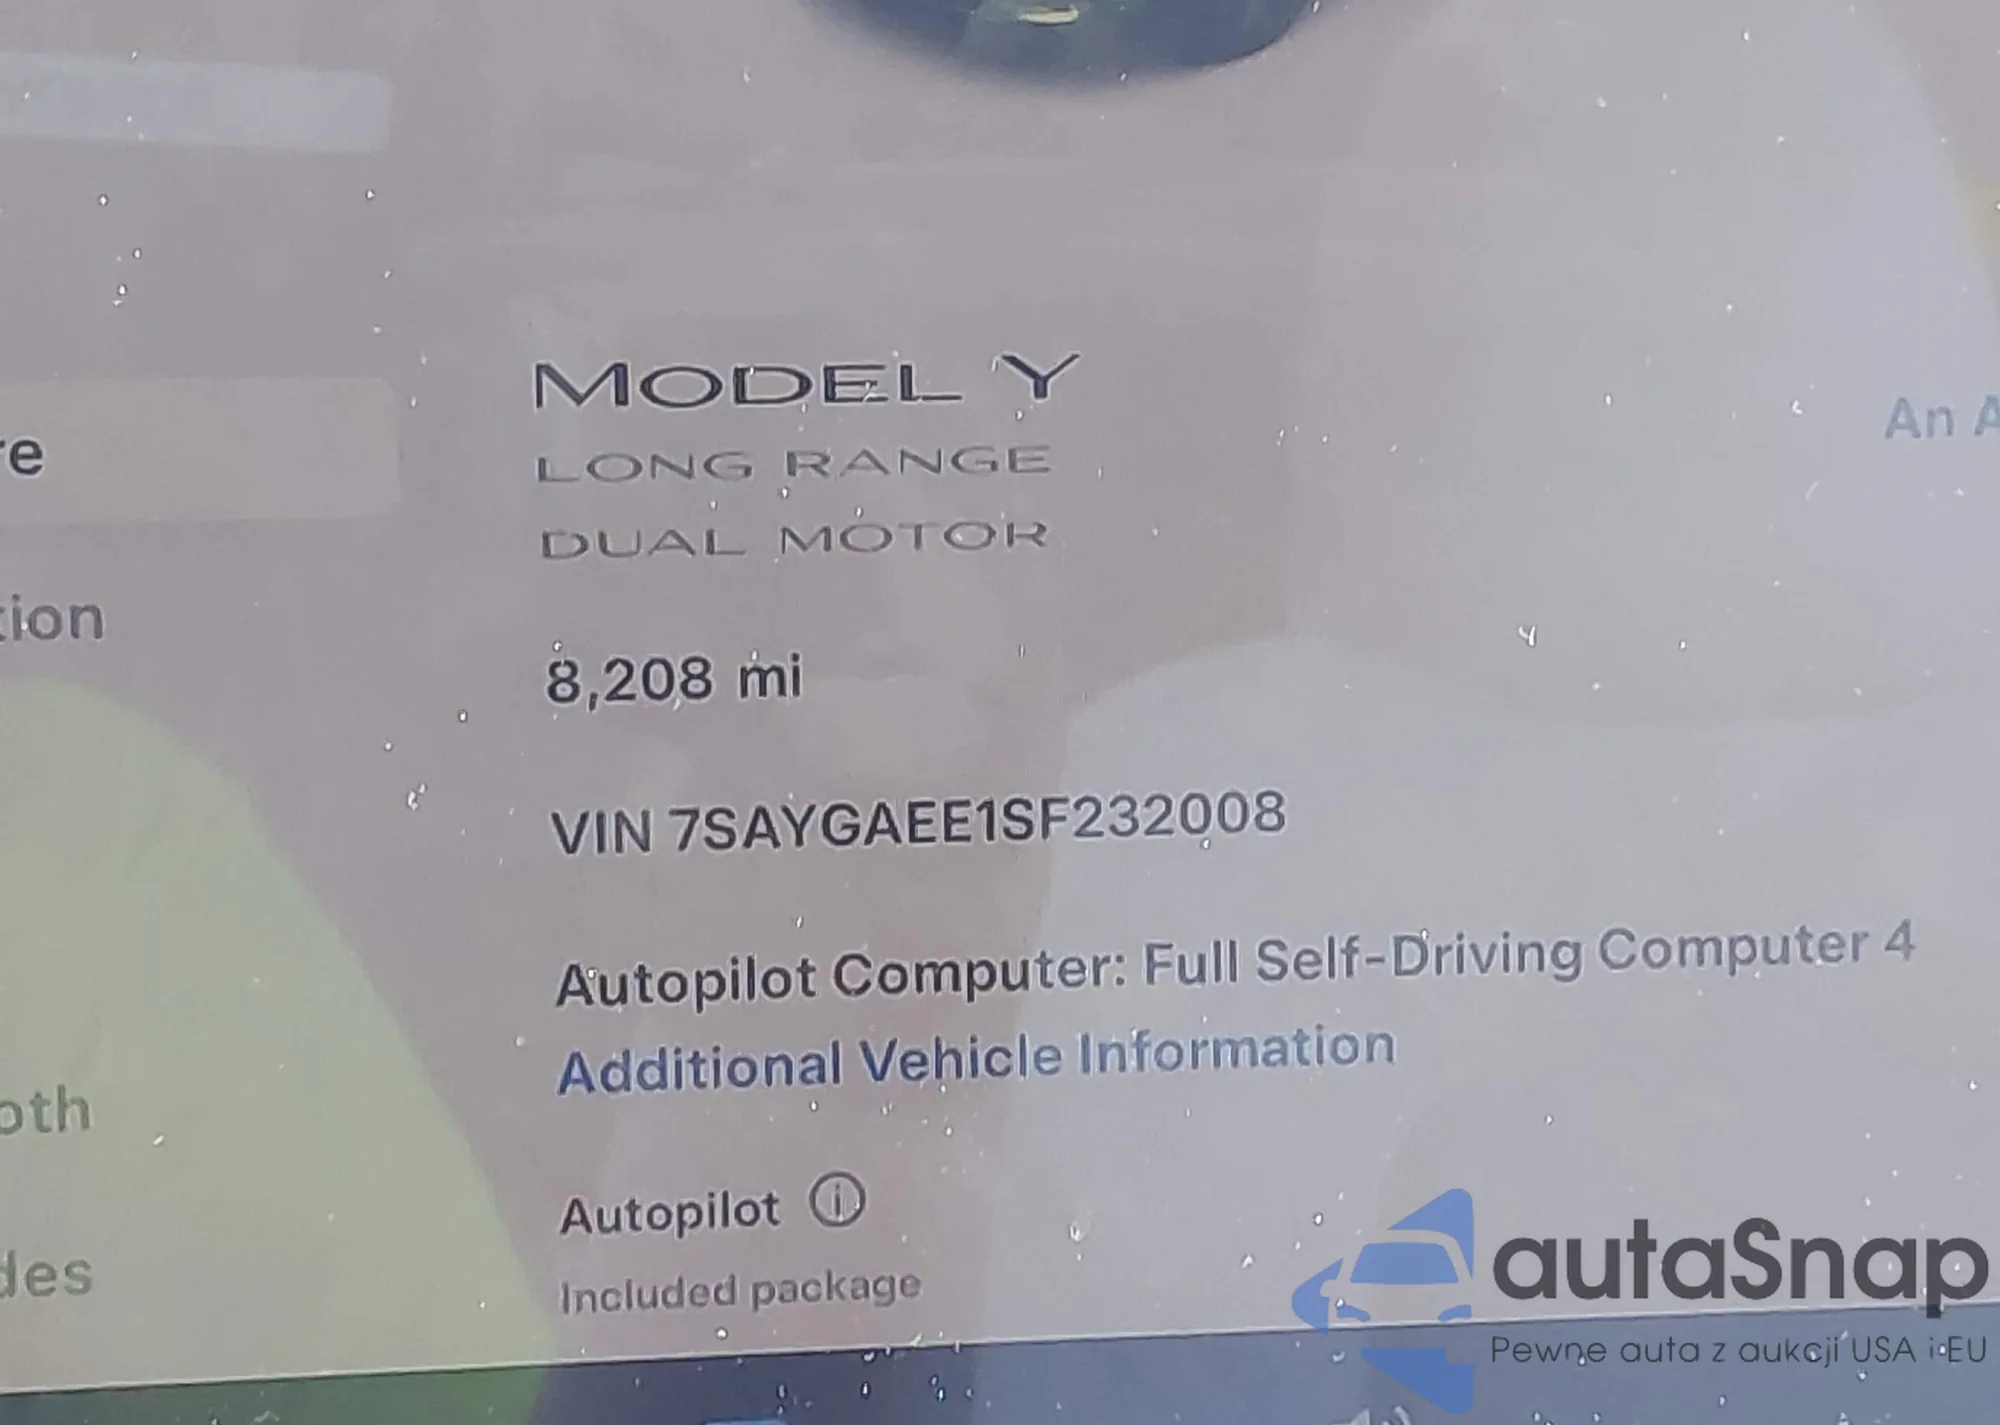 MODEL Y
LONG RANGE
DUAL MOTOR
8,208 mi
VIN 7SAYGAEE1SF232008
Autopilot Computer: Full Self-Driving Computer 4
Additional Vehicle Information
Autopilot
Included package
re
tion
oth
des
An A
autaSnap
Pewne auta z aukcji USA i EU